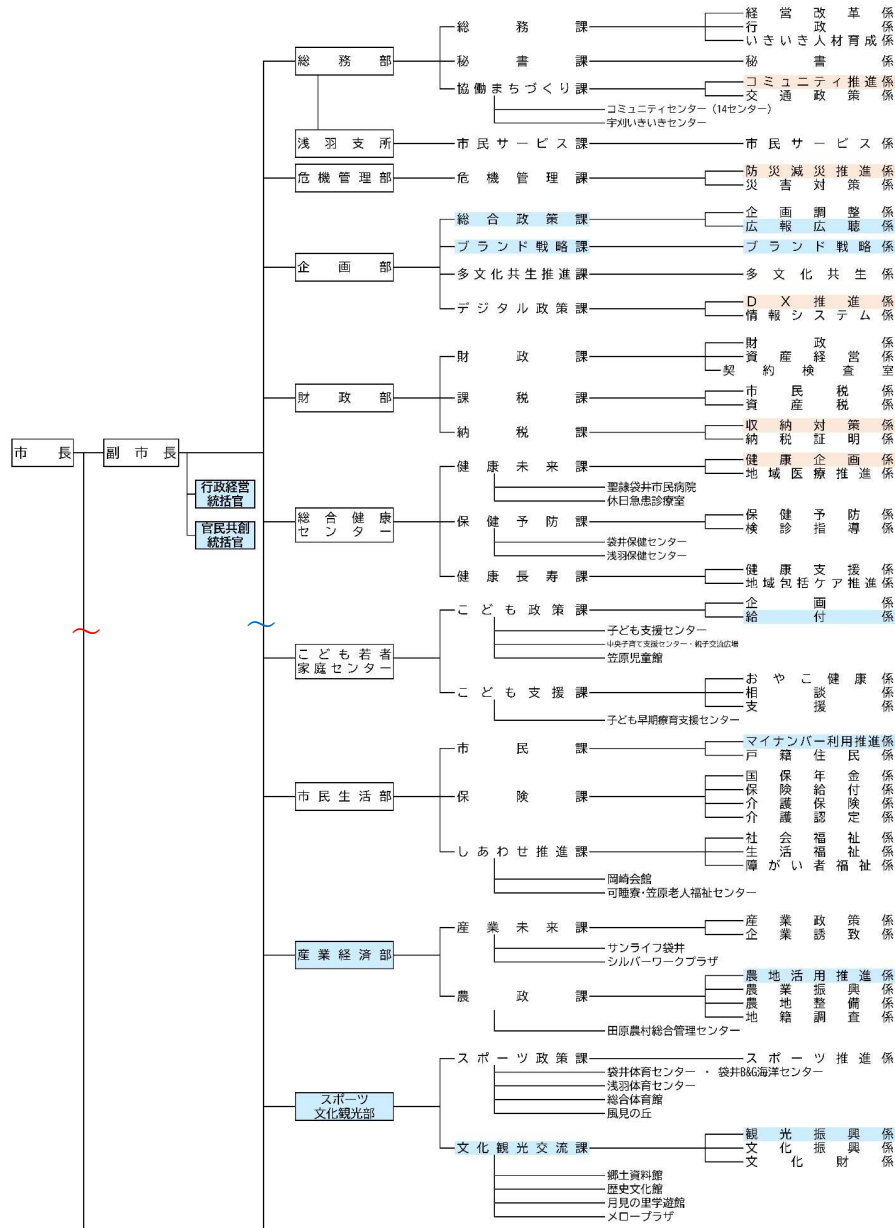 市長
副市長
行政経営
統括官
官民共創
統括官
総務部
総務課
経営改革係
行政係
いきいき人材育成係
秘書課
秘書係
協働まちづくり課
コミュニティ推進係
交通政策係
コミュニティセンター（14センター）
宇刈いきいきセンター
浅羽支所
市民サービス課
市民サービス係
危機管理部
危機管理課
防災減災推進係
災害対策係
企画部
総合政策課
企画調整係
広報広聴係
ブランド戦略課
ブランド戦略係
多文化共生推進課
多文化共生係
デジタル政策課
DX推進係
情報システム係
財政部
財政課
財政係
資産経営係
契約検査室
課税課
市民税係
資産税係
納税課
収納対策係
納税証明係
総合健康
センター
健康未来課
健康企画係
地域医療推進係
聖隷袋井市民病院
休日急患診療室
保健予防課
保健予防係
検診指導係
袋井保健センター
浅羽保健センター
健康長寿課
健康支援係
地域包括ケア推進係
こども若者
家庭センター
こども政策課
企画係
給付係
子ども支援センター
中央子育て支援センター・親子交流広場
笠原児童館
こども支援課
おやこ健康係
相談係
支援係
子ども早期療育支援センター
市民生活部
市民課
マイナンバー利用推進係
戸籍住民係
保険課
国保年金係
保険給付係
介護保険係
介護認定係
しあわせ推進課
社会福祉係
生活福祉係
障がい者福祉係
岡崎会館
可睡寮・笠原老人福祉センター
産業経済部
産業未来課
産業政策係
企業誘致係
サンライフ袋井
シルバーワークプラザ
農政課
農地活用推進係
農業振興係
農地整備係
地籍調査係
田原農村総合管理センター
スポーツ
文化観光部
スポーツ政策課
スポーツ推進係
袋井体育センター ・ 袋井B&G海洋センター
浅羽体育センター
総合体育館
風見の丘
文化観光交流課
観光振興係
文化振興係
文化財係
郷土資料館
歴史文化館
月見の里学遊館
メロープラザ